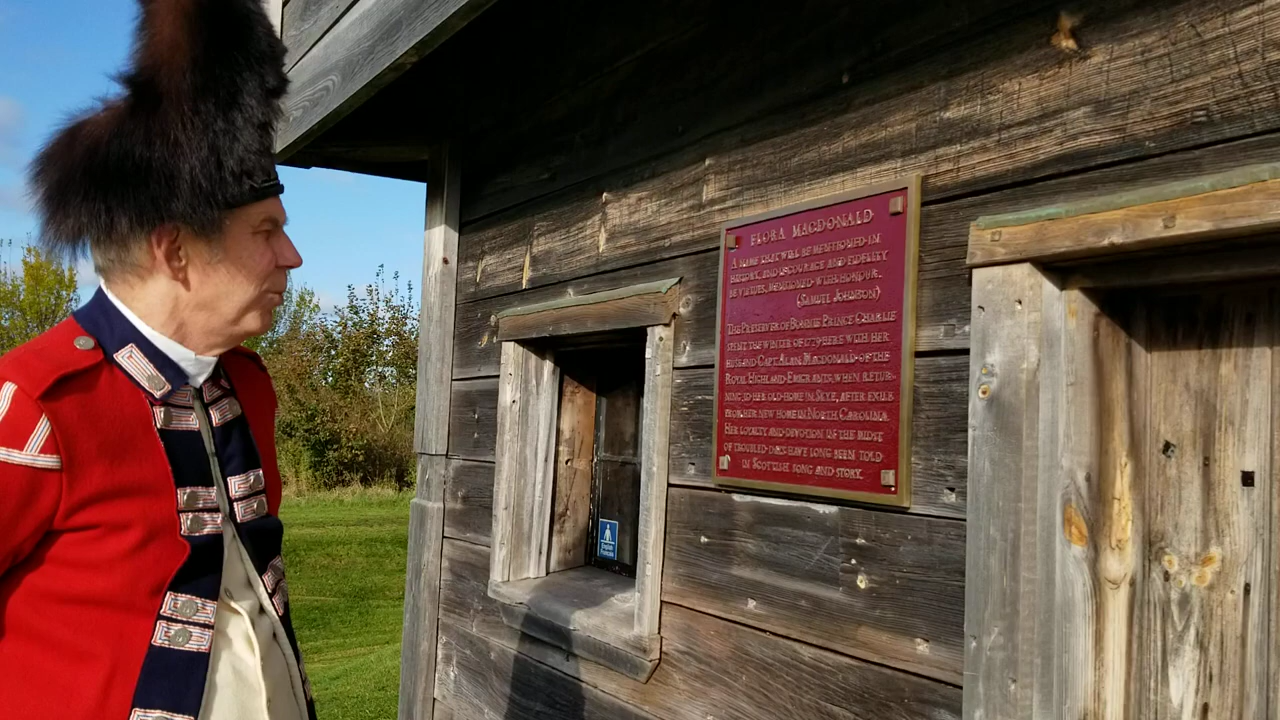 FLORA MACDONALD
A NAME THAT WILL BE MENTIONED IN
HISTORY, AND IF COURAGE AND FIDELITY
BE VIRTUES, MENTIONED WITH HONOUR.
(SAMUEL JOHNSON)
THE PRESERVER OF BONNIE PRINCE CHARLIE
SPENT THE WINTER OF 1779 HERE WITH HER
HUSBAND CAPT. ALAN MACDONALD OF THE
ROYAL HIGHLAND EMIGRANTS, WHEN RETUR-
NING TO HER OLD HOME IN SKYE, AFTER EXILE
FROM HER NEW HOME IN NORTH CAROLINA.
HER LOYALTY AND DEVOTION IN THE MIDST
OF TROUBLED DAYS HAVE LONG BEEN TOLD
IN SCOTTISH SONG AND STORY.
English
Français